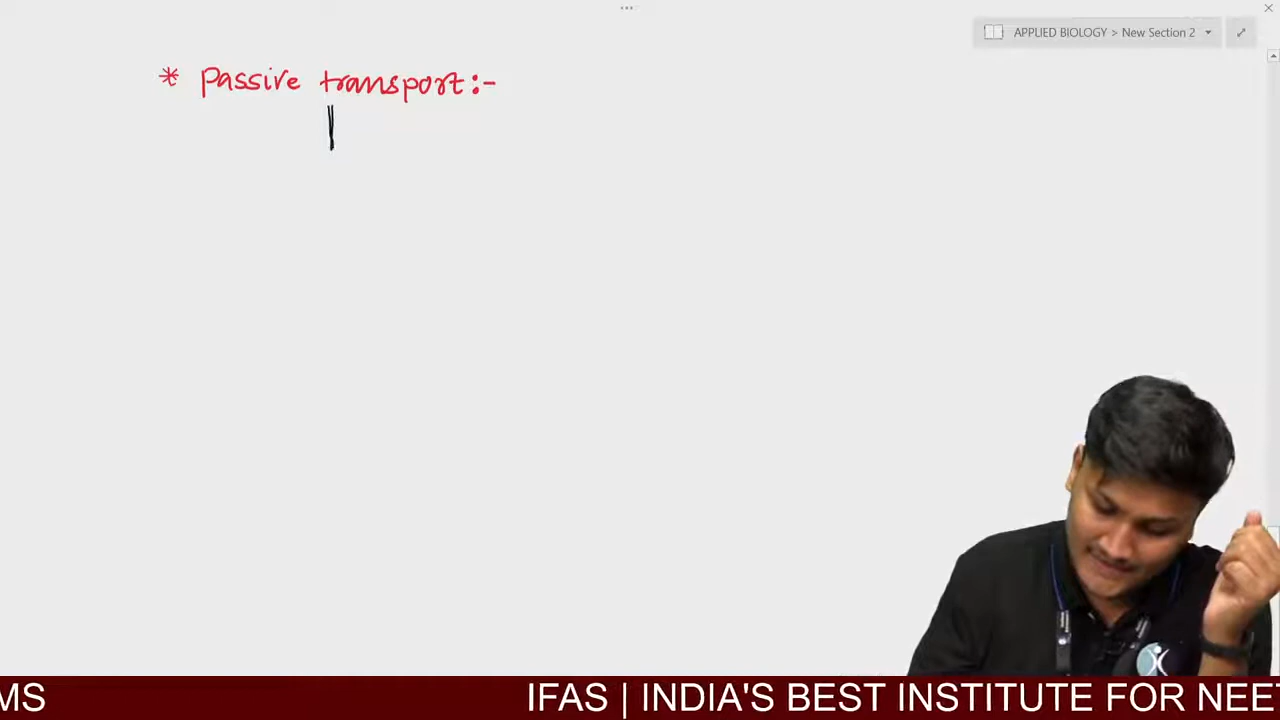 APPLIED BIOLOGY > New Section 2
* Passive transport:-
MS IFAS | INDIA'S BEST INSTITUTE FOR NEET